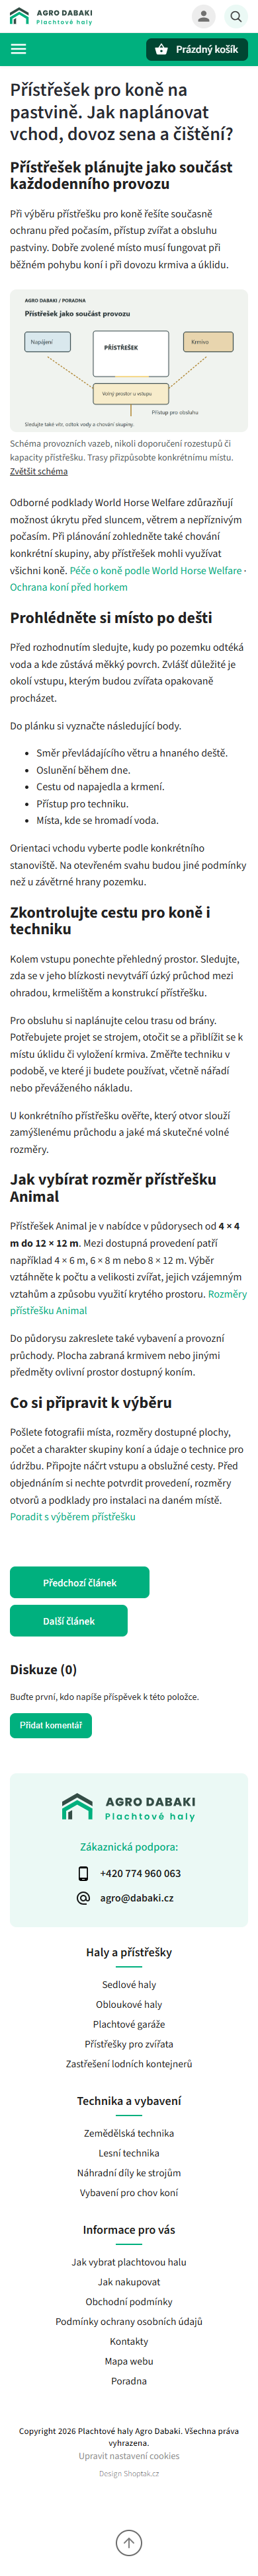 AGRO DABAKI
Plachtové haly
Prázdný košík
Přístřešek pro koně na
pastvině. Jak naplánovat
vchod, dovoz sena a čištění?
Přístřešek plánujte jako součást
každodenního provozu
Při výběru přístřešku pro koně řešíte současně
ochranu před počasím, přístup zvířat a obsluhu
pastviny. Dobře zvolené místo musí fungovat při
běžném pohybu koní i při dovozu krmiva a úklidu.
AGRO DABAKI / PORADNA
Přístřešek jako součást provozu
Napájení
PŘÍSTŘEŠEK
Krmivo
Volný prostor u vstupu
Přístup pro obsluhu
Sledujte také vítr, odtok vody a chování skupiny.
Schéma provozních vazeb, nikoli doporučení rozestupů či
kapacity přístřešku. Trasy přizpůsobte konkrétnímu místu.
Zvětšit schéma
Odborné podklady World Horse Welfare zdůrazňují
možnost úkrytu před sluncem, větrem a nepříznivým
počasím. Při plánování zohledněte také chování
konkrétní skupiny, aby přístřešek mohli využívat
všichni koně. Péče o koně podle World Horse Welfare ·
Ochrana koní před horkem
Prohlédněte si místo po dešti
Před rozhodnutím sledujte, kudy po pozemku odtéká
voda a kde zůstává měkký povrch. Zvlášť důležité je
okolí vstupu, kterým budou zvířata opakovaně
procházet.
Do plánku si vyznačte následující body.
• Směr převládajícího větru a hnaného deště.
• Oslunění během dne.
• Cestu od napajedla a krmení.
• Přístup pro techniku.
• Místa, kde se hromadí voda.
Orientaci vchodu vyberte podle konkrétního
stanoviště. Na otevřeném svahu budou jiné podmínky
než u závětrné hrany pozemku.
Zkontrolujte cestu pro koně i
techniku
Kolem vstupu ponechte přehledný prostor. Sledujte,
zda se v jeho blízkosti nevytváří úzký průchod mezi
ohradou, krmelištěm a konstrukcí přístřešku.
Pro obsluhu si naplánujte celou trasu od brány.
Potřebujete projet se strojem, otočit se a přiblížit se k
místu úklidu či vyložení krmiva. Změřte techniku v
podobě, ve které ji budete používat, včetně nářadí
nebo převáženého nákladu.
U konkrétního přístřešku ověřte, který otvor slouží
zamýšlenému průchodu a jaké má skutečné volné
rozměry.
Jak vybírat rozměr přístřešku
Animal
Přístřešek Animal je v nabídce v půdorysech od 4 × 4
m do 12 × 12 m. Mezi dostupná provedení patří
například 4 × 6 m, 6 × 8 m nebo 8 × 12 m. Výběr
vztáhněte k počtu a velikosti zvířat, jejich vzájemným
vztahům a způsobu využití krytého prostoru. Rozměry
přístřešku Animal
Do půdorysu zakreslete také vybavení a provozní
průchody. Plocha zabraná krmivem nebo jinými
předměty ovlivní prostor dostupný koním.
Co si připravit k výběru
Pošlete fotografii místa, rozměry dostupné plochy,
počet a charakter skupiny koní a údaje o technice pro
údržbu. Připojte náčrt vstupu a obslužné cesty. Před
objednáním si nechte potvrdit provedení, rozměry
otvorů a podklady pro instalaci na daném místě.
Poradit s výběrem přístřešku
Předchozí článek
Další článek
Diskuze (0)
Buďte první, kdo napíše příspěvek k této položce.
Přidat komentář
AGRO DABAKI
Plachtové haly
Zákaznická podpora:
+420 774 960 063
agro@dabaki.cz
Haly a přístřešky
Sedlové haly
Obloukové haly
Plachtové garáže
Přístřešky pro zvířata
Zastřešení lodních kontejnerů
Technika a vybavení
Zemědělská technika
Lesní technika
Náhradní díly ke strojům
Vybavení pro chov koní
Informace pro vás
Jak vybrat plachtovou halu
Jak nakupovat
Obchodní podmínky
Podmínky ochrany osobních údajů
Kontakty
Mapa webu
Poradna
Copyright 2026 Plachtové haly Agro Dabaki. Všechna práva
vyhrazena.
Upravit nastavení cookies
Design Shoptak.cz